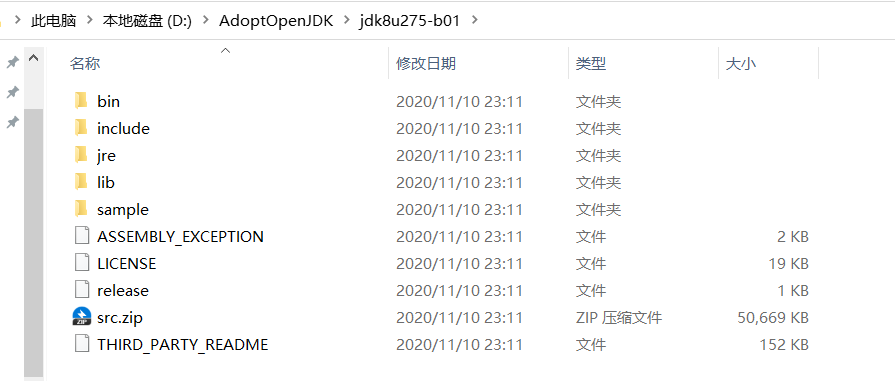 此电脑 > 本地磁盘 (D:) > AdoptOpenJDK > jdk8u275-b01 >
名称 修改日期 类型 大小
bin 2020/11/10 23:11 文件夹
include 2020/11/10 23:11 文件夹
jre 2020/11/10 23:11 文件夹
lib 2020/11/10 23:11 文件夹
sample 2020/11/10 23:11 文件夹
ASSEMBLY_EXCEPTION 2020/11/10 23:11 文件 2 KB
LICENSE 2020/11/10 23:11 文件 19 KB
release 2020/11/10 23:11 文件 1 KB
ZIP src.zip 2020/11/10 23:11 ZIP 压缩文件 50,669 KB
THIRD_PARTY_README 2020/11/10 23:11 文件 152 KB